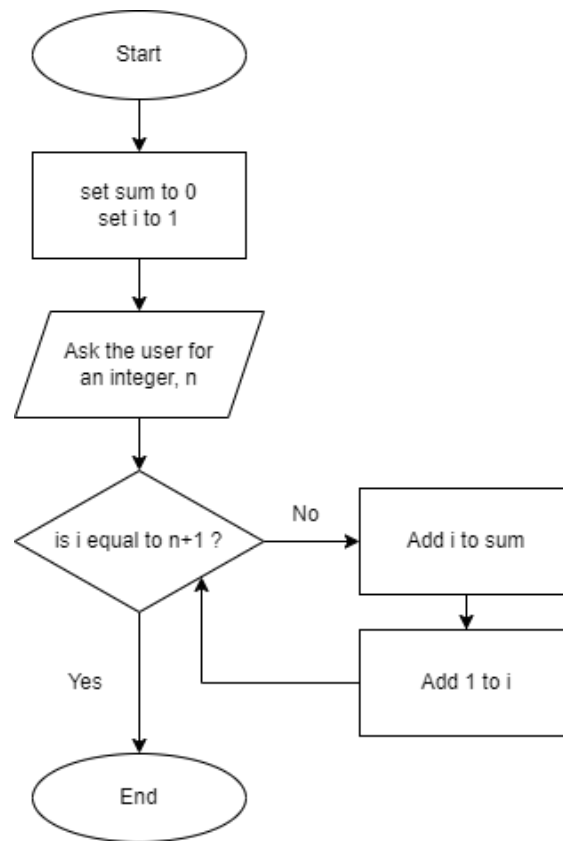 Start
set sum to 0
set i to 1
Ask the user for
an integer, n
is i equal to n+1 ?
No
Add i to sum
Add 1 to i
Yes
End